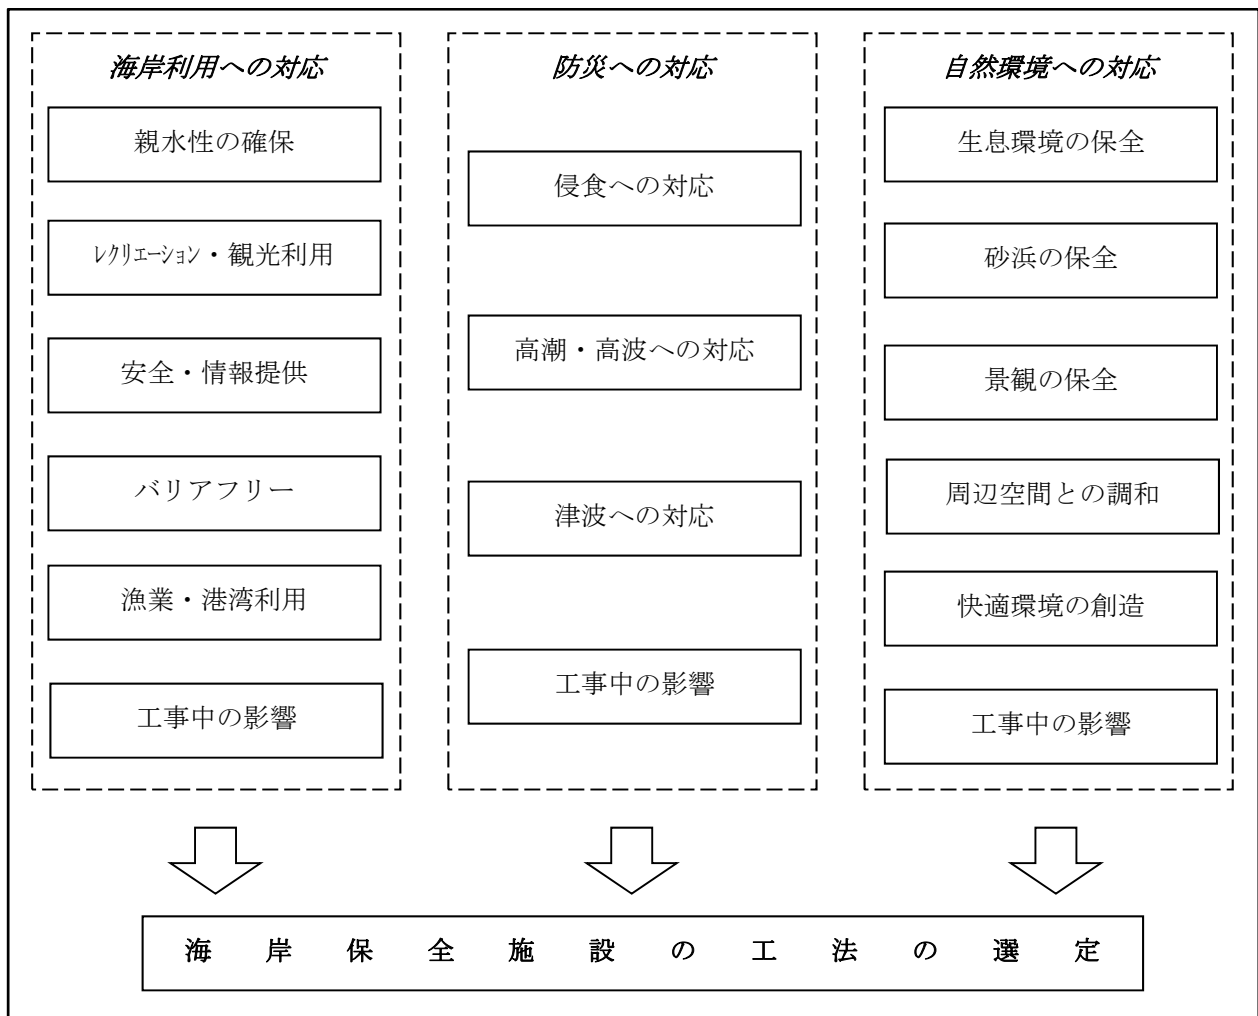 海岸利用への対応
親水性の確保
ﾚｸﾘｴｰｼｮﾝ・観光利用
安全・情報提供
バリアフリー
漁業・港湾利用
工事中の影響
防災への対応
侵食への対応
高潮・高波への対応
津波への対応
工事中の影響
自然環境への対応
生息環境の保全
砂浜の保全
景観の保全
周辺空間との調和
快適環境の創造
工事中の影響
海岸保全施設の工法の選定